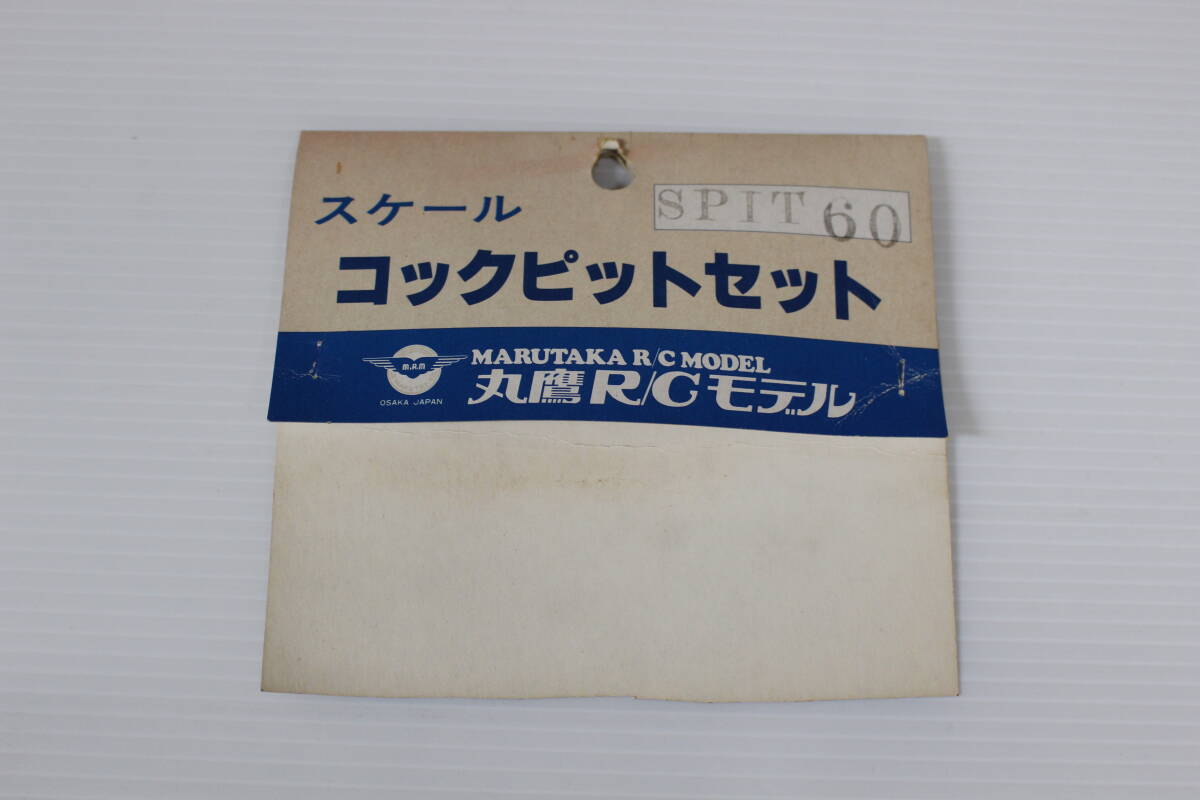 スケール
SPIT 60
コックピットセット
M.R.M
OSAKA JAPAN
MARUTAKA R/C MODEL
丸鷹R/Cモデル